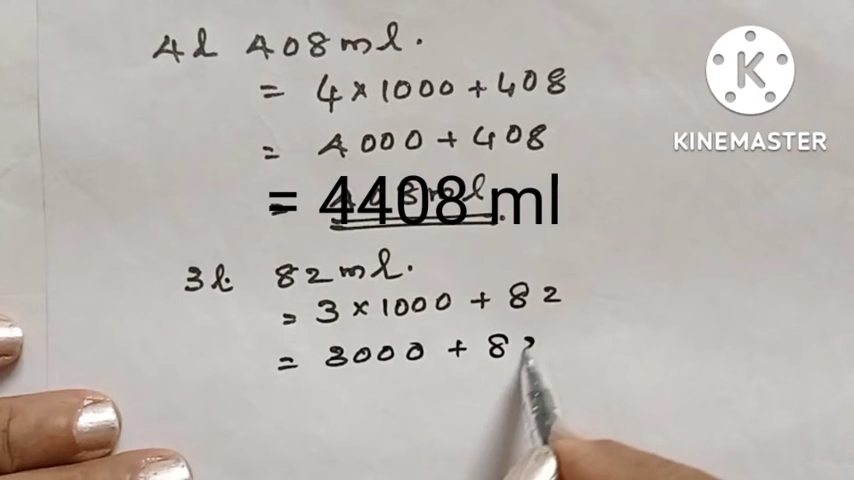 4l 408ml.
= 4×1000+408
= 4000+408
= 4408 ml
3l. 82ml.
= 3×1000 + 82
= 3000 + 8
KINEMASTER